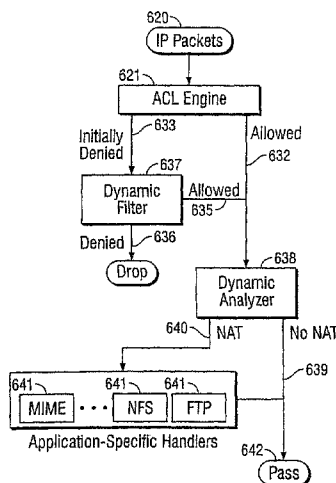 620
IP Packets
621
ACL Engine
633
Initially
Denied
Allowed
632
637
Dynamic
Filter
Allowed
635
Denied
636
Drop
638
Dynamic
Analyzer
640
NAT
No NAT
639
641
641
641
MIME
• • •
NFS
FTP
Application-Specific Handlers
642
Pass